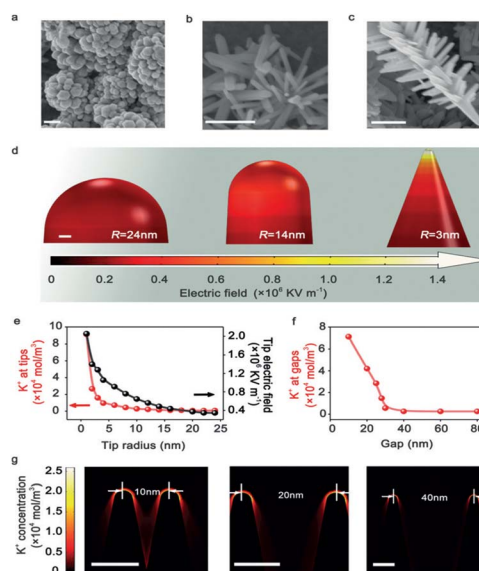 a
b
c
d
R=24nm
R=14nm
R=3nm
0 0.2 0.4 0.6 0.8 1.0 1.2 1.4
Electric field (×10⁶ KV m⁻¹)
e
f
K⁺ at tips
(×10⁴ mol/m³)
10
8
6
4
2
0
2.0
1.6
1.2
0.8
0.4
Tip electric field
(×10⁶ KV m⁻¹)
0 5 10 15 20 25
Tip radius (nm)
K⁺ at gaps
(×10⁴ mol/m³)
8
6
4
2
0
0 20 40 60 80
Gap (nm)
g
K⁺ concentration
(×10⁴ mol/m³)
2.5
2.0
1.5
1.0
0.5
0
10nm
20nm
40nm